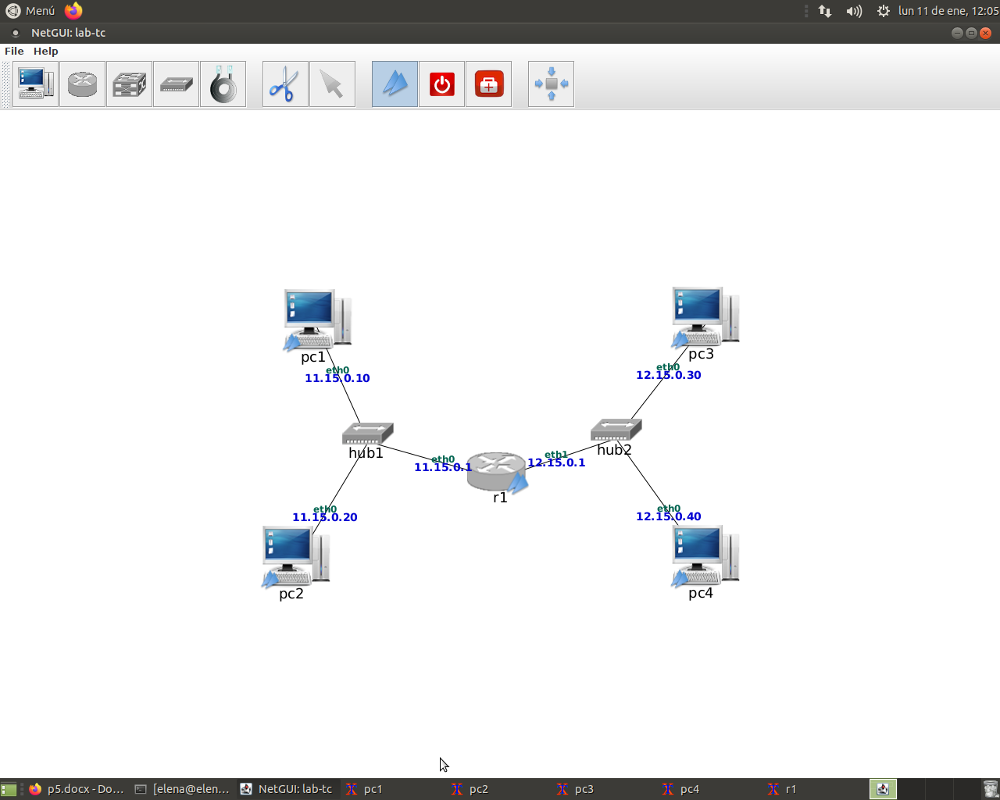 Menú
lun 11 de ene, 12:05
NetGUI: lab-tc
File Help
pc1
eth0
11.15.0.10
pc3
eth0
12.15.0.30
hub1
hub2
eth0
11.15.0.1
eth1
12.15.0.1
r1
eth0
11.15.0.20
pc2
eth0
12.15.0.40
pc4
p5.docx - Do... [elena@elen... NetGUI: lab-tc pc1 pc2 pc3 pc4 r1